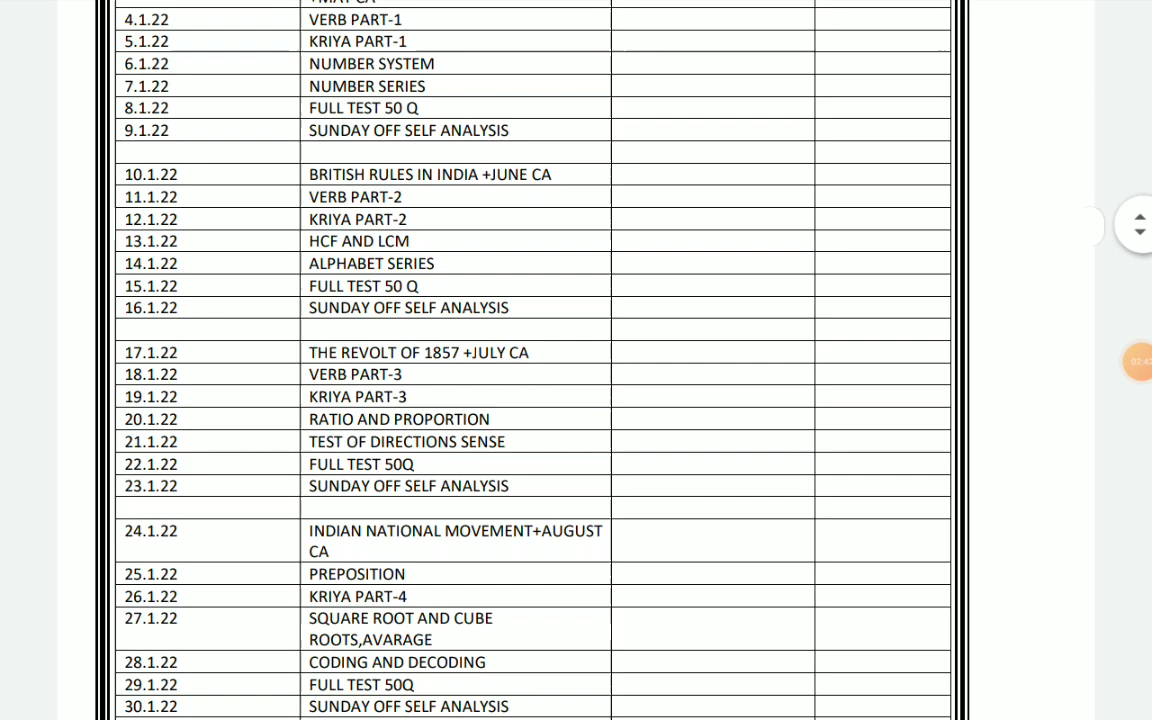 4.1.22 VERB PART-1
5.1.22 KRIYA PART-1
6.1.22 NUMBER SYSTEM
7.1.22 NUMBER SERIES
8.1.22 FULL TEST 50 Q
9.1.22 SUNDAY OFF SELF ANALYSIS
10.1.22 BRITISH RULES IN INDIA +JUNE CA
11.1.22 VERB PART-2
12.1.22 KRIYA PART-2
13.1.22 HCF AND LCM
14.1.22 ALPHABET SERIES
15.1.22 FULL TEST 50 Q
16.1.22 SUNDAY OFF SELF ANALYSIS
17.1.22 THE REVOLT OF 1857 +JULY CA
18.1.22 VERB PART-3
19.1.22 KRIYA PART-3
20.1.22 RATIO AND PROPORTION
21.1.22 TEST OF DIRECTIONS SENSE
22.1.22 FULL TEST 50Q
23.1.22 SUNDAY OFF SELF ANALYSIS
24.1.22 INDIAN NATIONAL MOVEMENT+AUGUST
CA
25.1.22 PREPOSITION
26.1.22 KRIYA PART-4
27.1.22 SQUARE ROOT AND CUBE
ROOTS,AVARAGE
28.1.22 CODING AND DECODING
29.1.22 FULL TEST 50Q
30.1.22 SUNDAY OFF SELF ANALYSIS